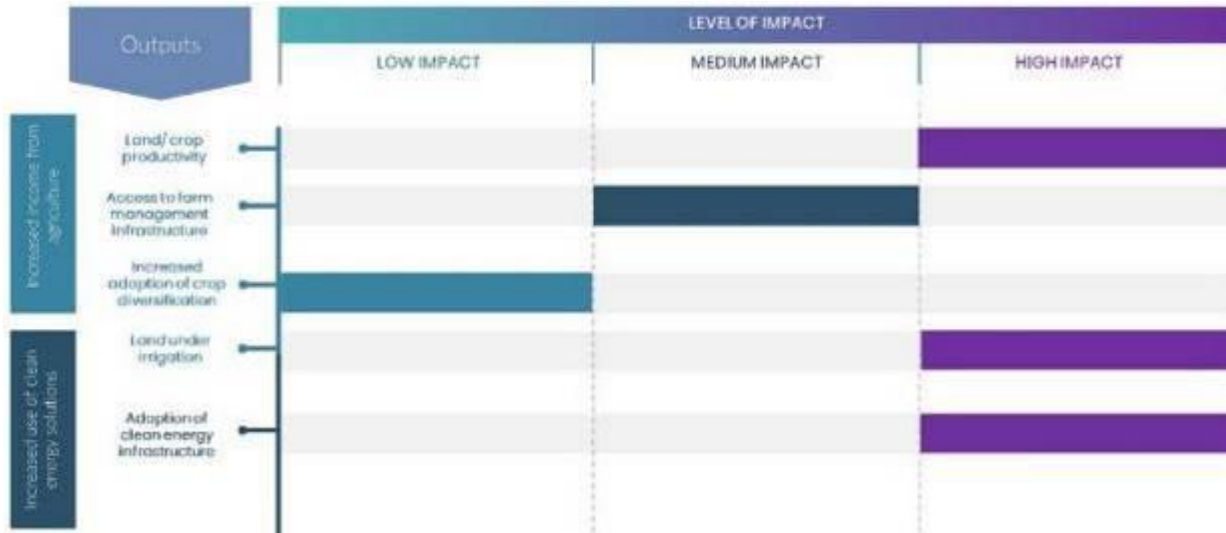 Outputs
LEVEL OF IMPACT
LOW IMPACT
MEDIUM IMPACT
HIGH IMPACT
Increased income from
agriculture
Land/ crop
productivity
Access to farm
management
infrastructure
Increased
adoption of crop
diversification
Increased use of clean
energy solutions
Land under
irrigation
Adoption of
clean energy
infrastructure